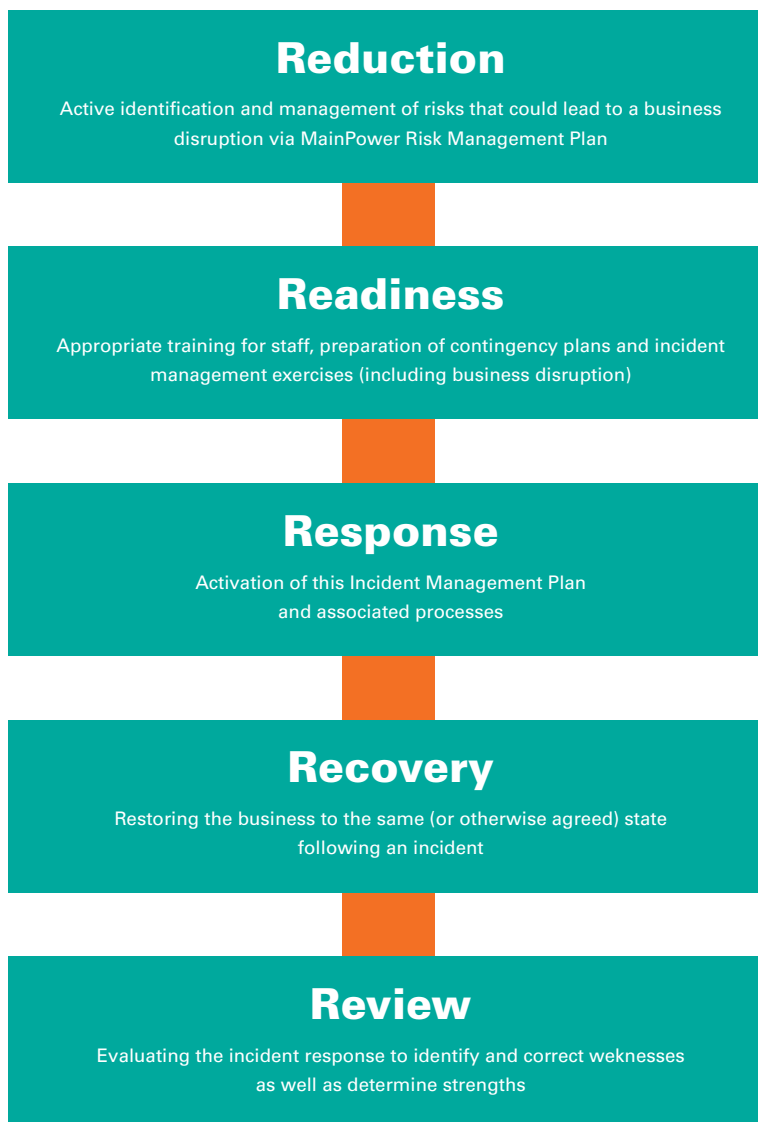 Reduction
Active identification and management of risks that could lead to a business
disruption via MainPower Risk Management Plan
Readiness
Appropriate training for staff, preparation of contingency plans and incident
management exercises (including business disruption)
Response
Activation of this Incident Management Plan
and associated processes
Recovery
Restoring the business to the same (or otherwise agreed) state
following an incident
Review
Evaluating the incident response to identify and correct weknesses
as well as determine strengths